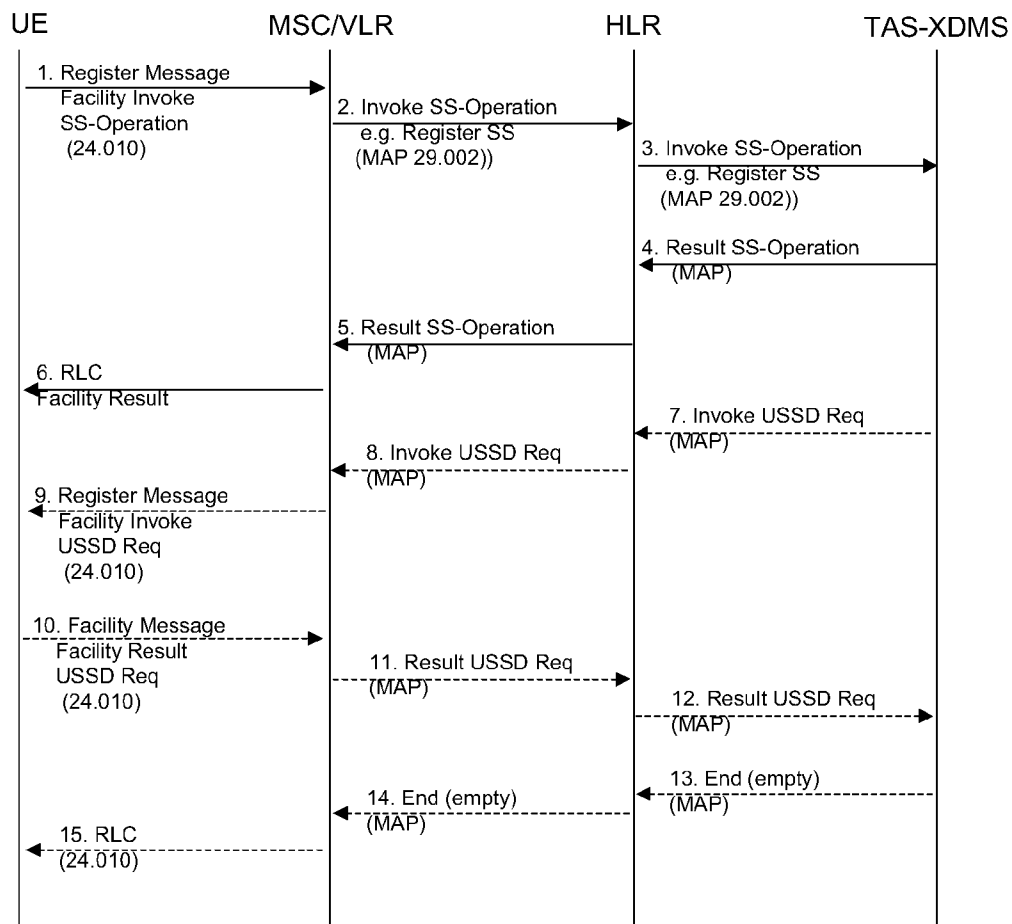 UE
MSC/VLR
HLR
TAS-XDMS
1. Register Message
Facility Invoke
SS-Operation
(24.010)
2. Invoke SS-Operation
e.g. Register SS
(MAP 29.002))
3. Invoke SS-Operation
e.g. Register SS
(MAP 29.002))
4. Result SS-Operation
(MAP)
5. Result SS-Operation
(MAP)
6. RLC
Facility Result
7. Invoke USSD Req
(MAP)
8. Invoke USSD Req
(MAP)
9. Register Message
Facility Invoke
USSD Req
(24.010)
10. Facility Message
Facility Result
USSD Req
(24.010)
11. Result USSD Req
(MAP)
12. Result USSD Req
(MAP)
13. End (empty)
(MAP)
14. End (empty)
(MAP)
15. RLC
(24.010)